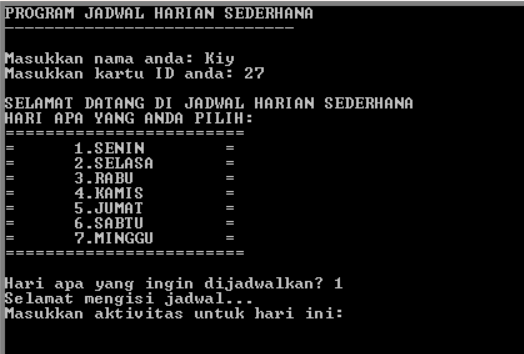 PROGRAM JADWAL HARIAN SEDERHANA
-----------------------------
Masukkan nama anda: Kiy
Masukkan kartu ID anda: 27
SELAMAT DATANG DI JADWAL HARIAN SEDERHANA
HARI APA YANG ANDA PILIH:
========================
= 1.SENIN =
= 2.SELASA =
= 3.RABU =
= 4.KAMIS =
= 5.JUMAT =
= 6.SABTU =
= 7.MINGGU =
========================
Hari apa yang ingin dijadwalkan? 1
Selamat mengisi jadwal...
Masukkan aktivitas untuk hari ini: